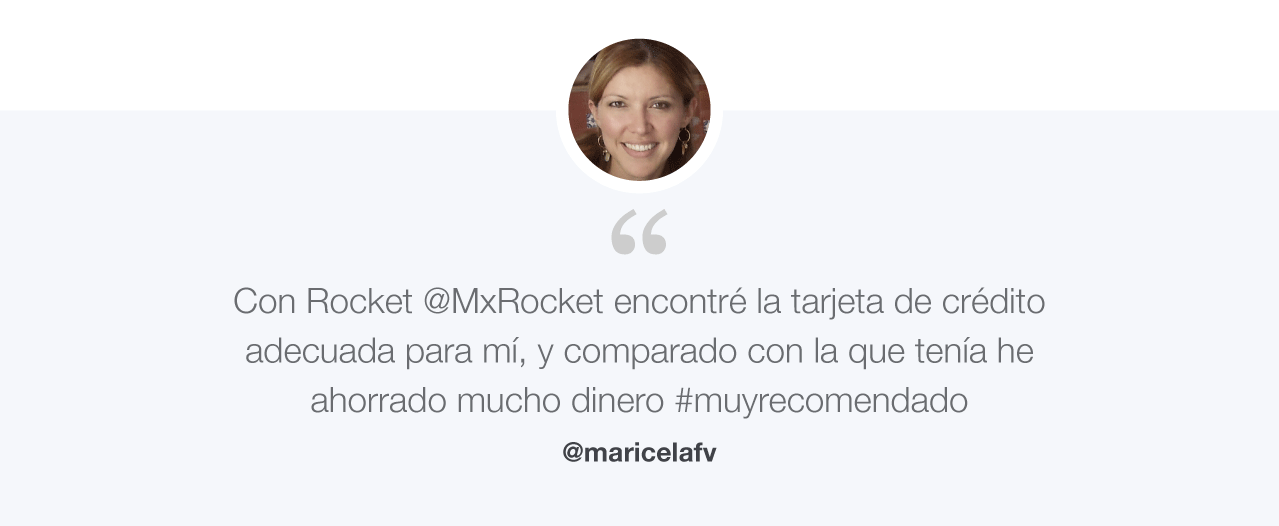 “
Con Rocket @MxRocket encontré la tarjeta de crédito
adecuada para mí, y comparado con la que tenía he
ahorrado mucho dinero #muyrecomendado
@maricelafv